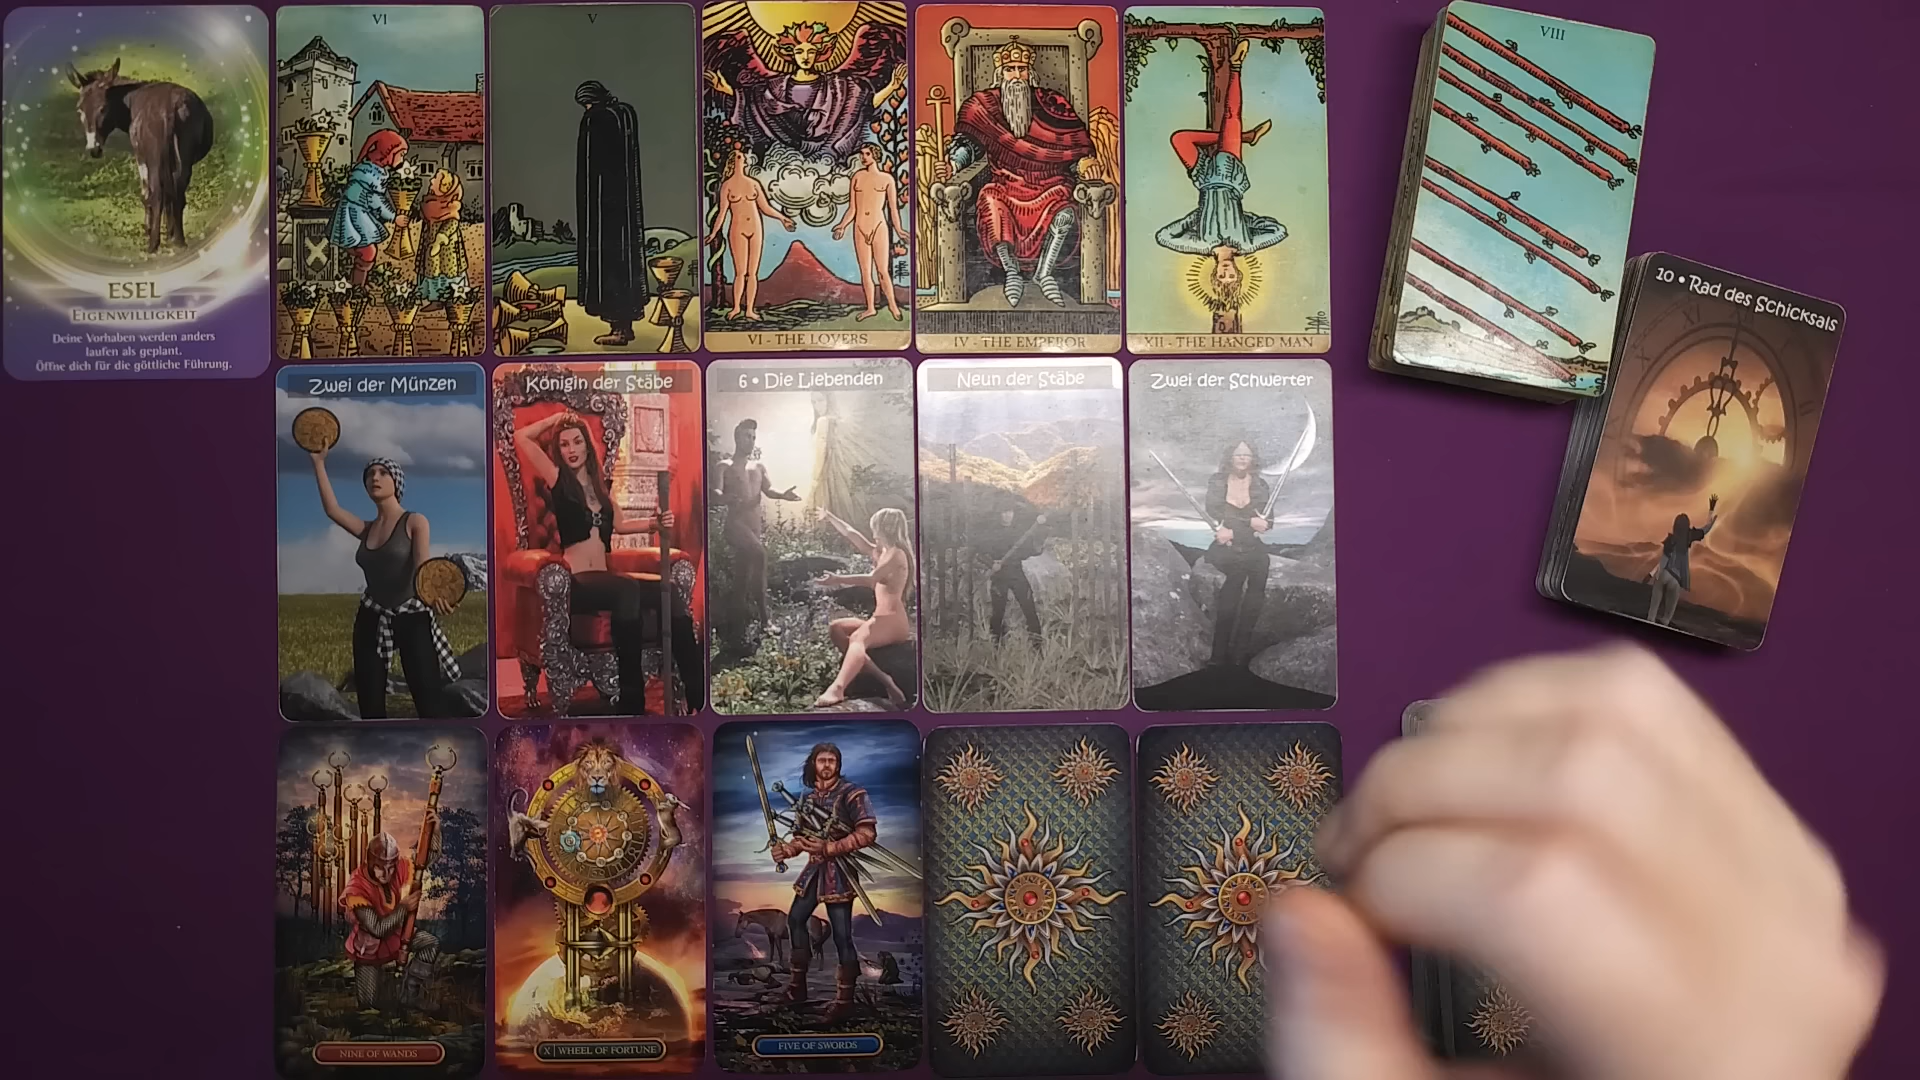 ESEL
EIGENWILLIGKEIT
Deine Vorhaben werden anders
laufen als geplant.
Öffne dich für die göttliche Führung.
VI
V
VI - THE LOVERS
IV - THE EMPEROR
XII - THE HANGED MAN
VIII
10 • Rad des Schicksals
Zwei der Münzen
Königin der Stäbe
6 • Die Liebenden
Neun der Stäbe
Zwei der Schwerter
NINE OF WANDS
X | WHEEL OF FORTUNE
FIVE OF SWORDS